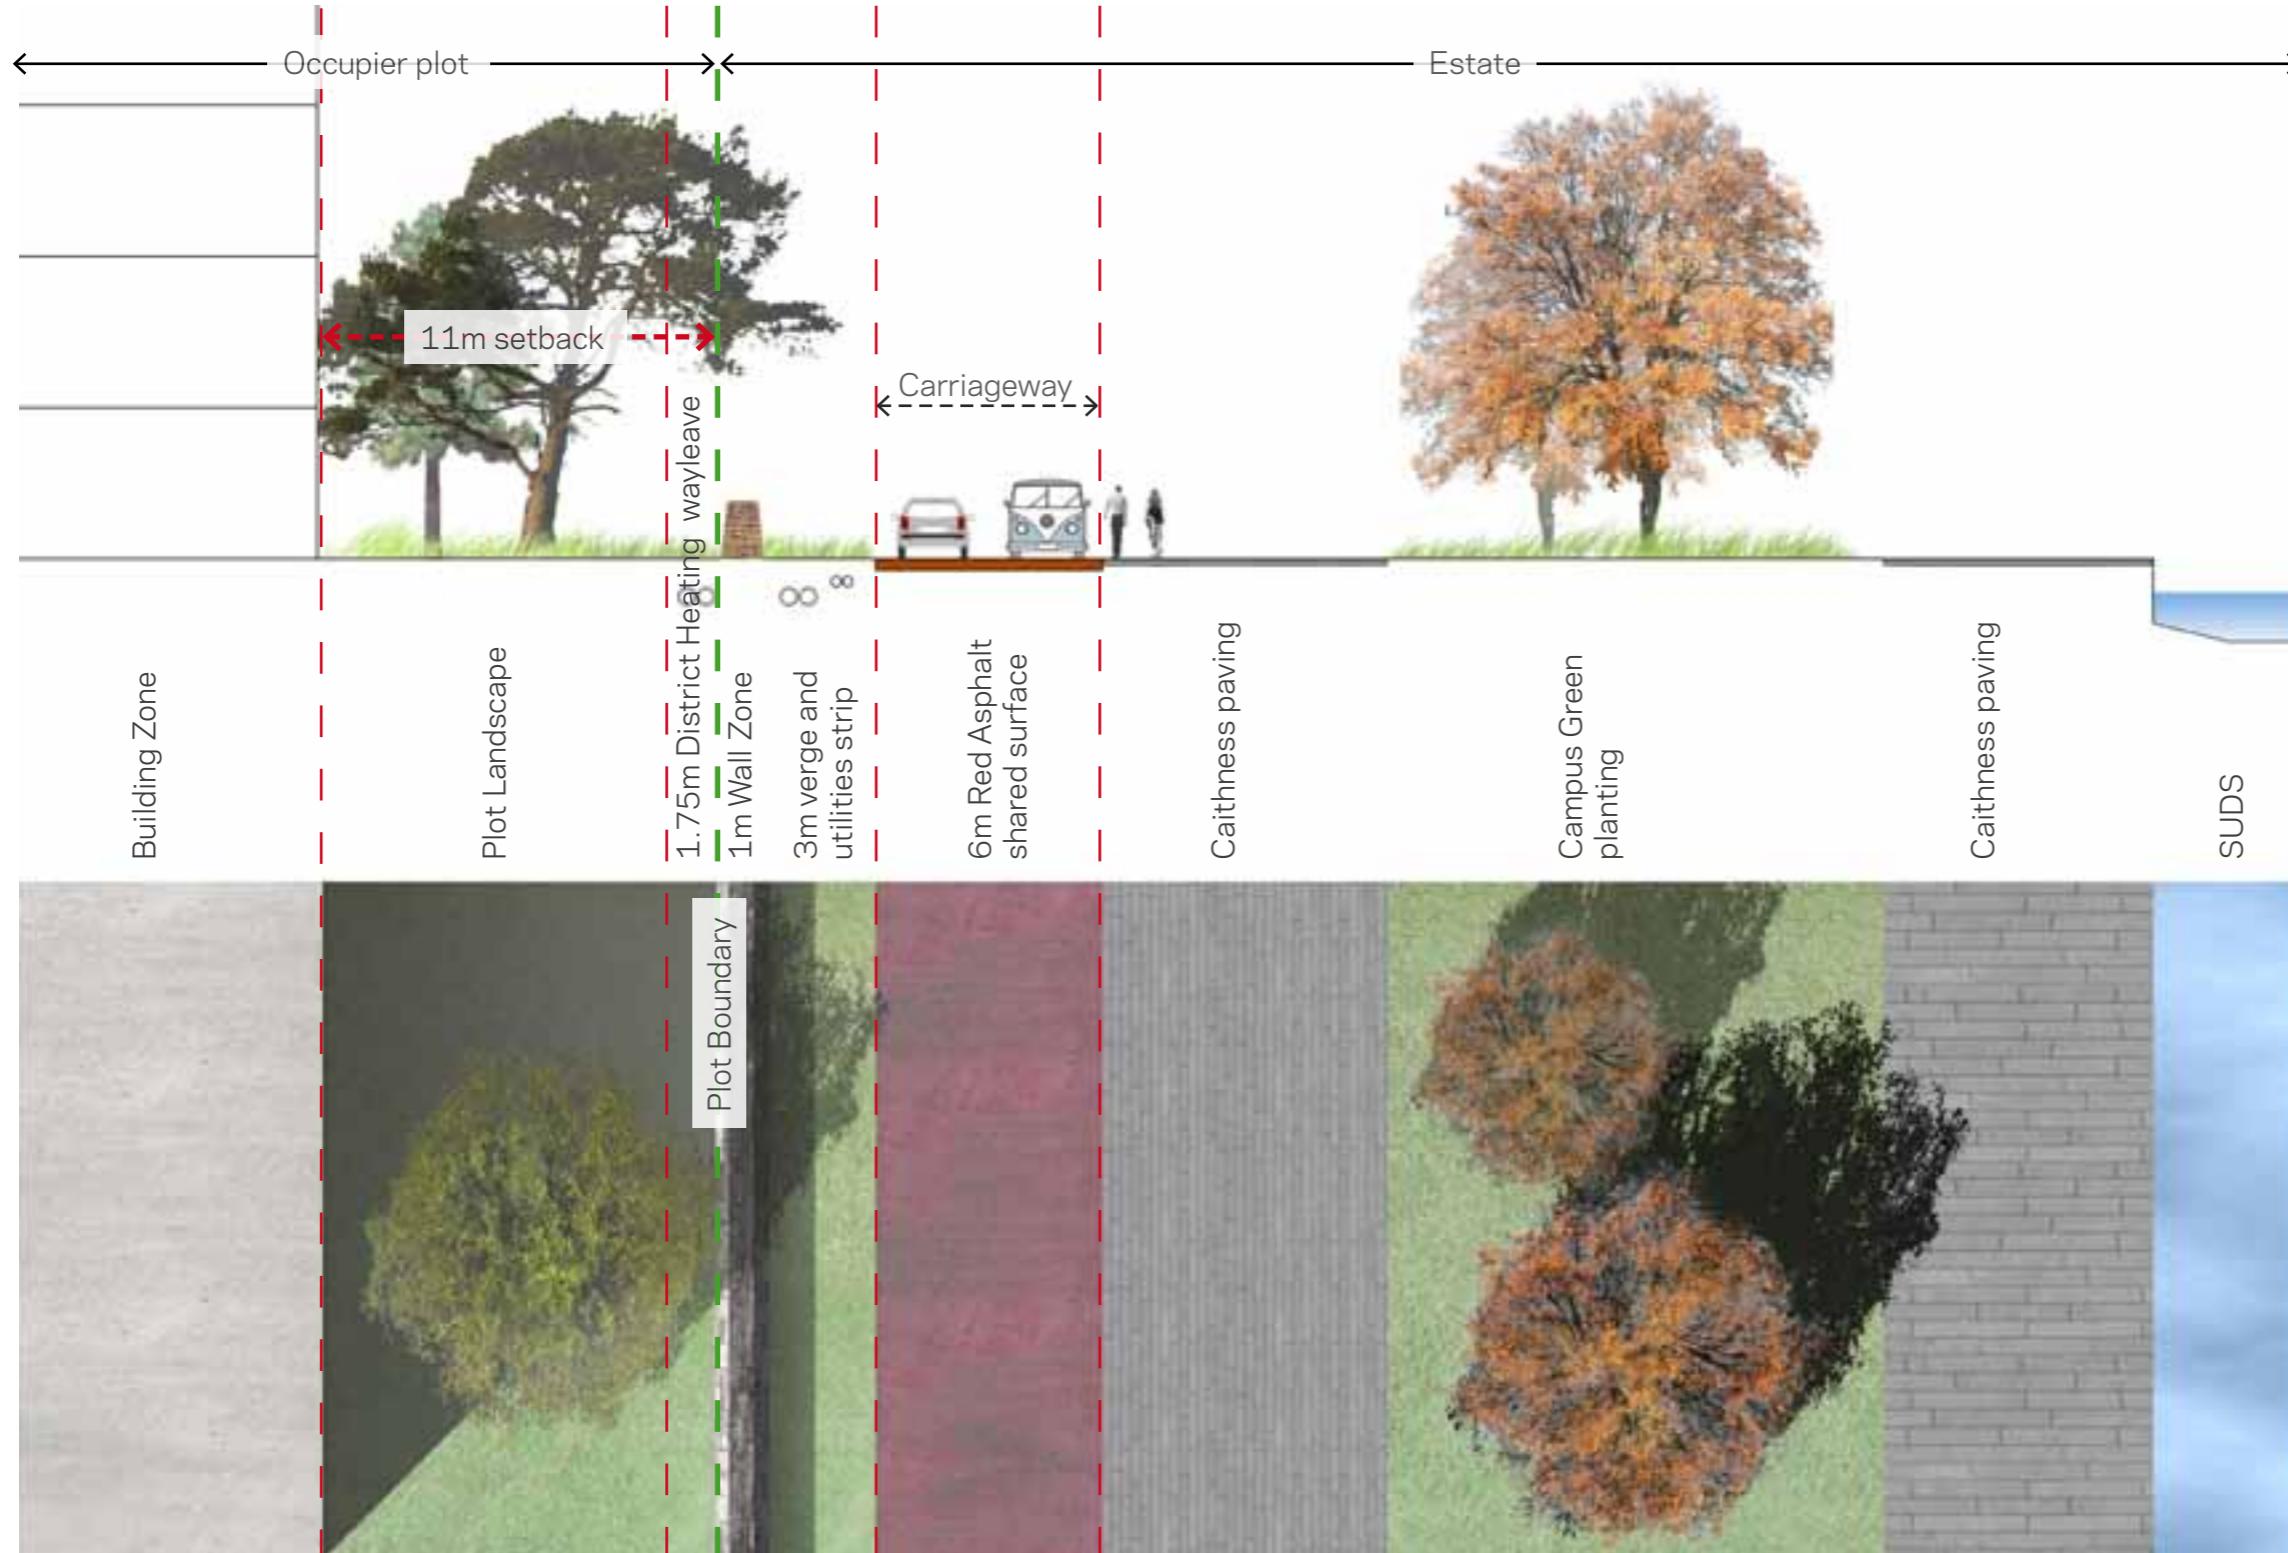 Occupier plot
Estate
11m setback
Carriageway
Building Zone
Plot Landscape
1.75m District Heating wayleave
1m Wall Zone
3m verge and
utilities strip
6m Red Asphalt
shared surface
Caithness paving
Campus Green
planting
Caithness paving
SUDS
Plot Boundary